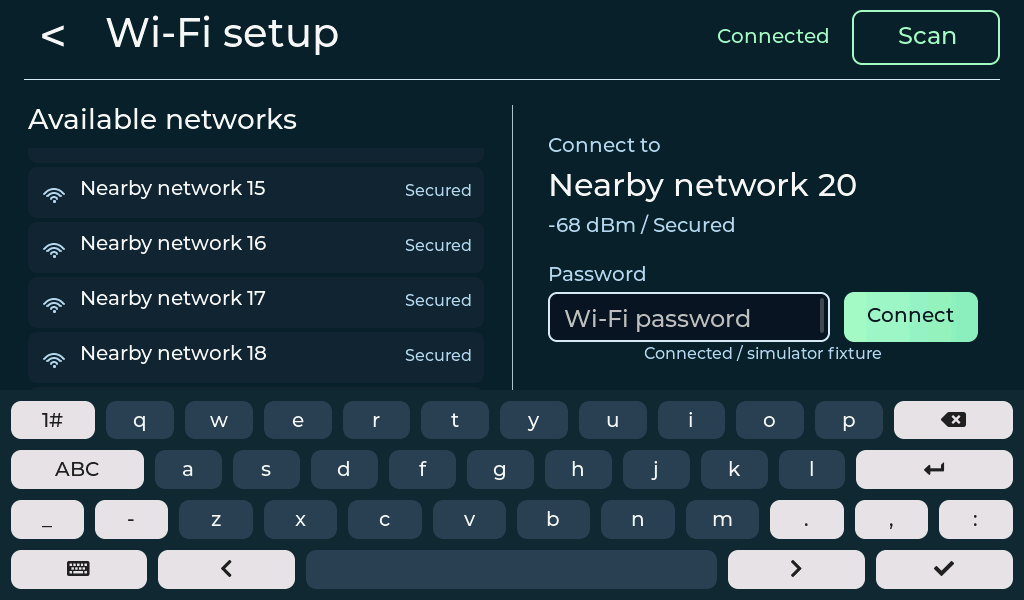 < Wi-Fi setup Connected Scan
Available networks
Nearby network 15 Secured
Nearby network 16 Secured
Nearby network 17 Secured
Nearby network 18 Secured
Connect to
Nearby network 20
-68 dBm / Secured
Password
Wi-Fi password Connect
Connected / simulator fixture
1# q w e r t y u i o p
ABC a s d f g h j k l
_ - z x c v b n m . , :